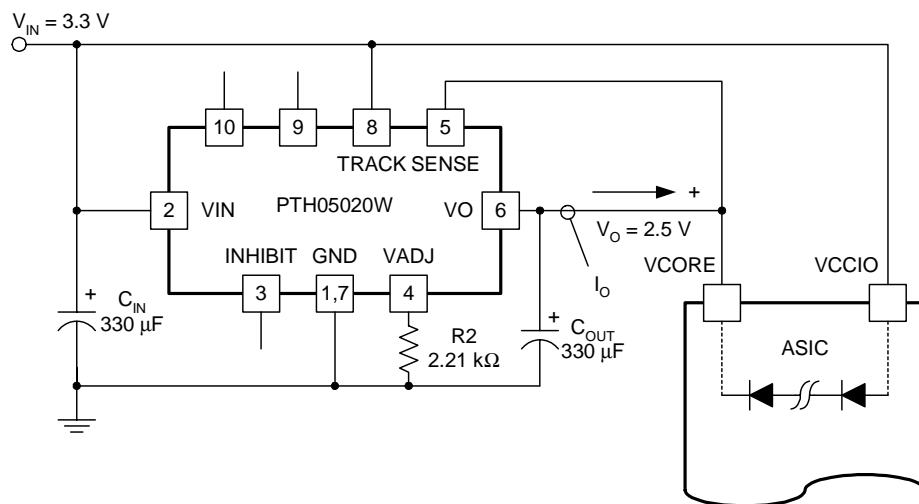 V_IN = 3.3 V
10 9 8 5
TRACK SENSE
2 VIN PTH05020W VO 6
V_O = 2.5 V
INHIBIT GND VADJ
3 1,7 4
I_O
VCORE VCCIO
+
C_IN
330 µF
R2
2.21 kΩ
+
C_OUT
330 µF
+
ASIC